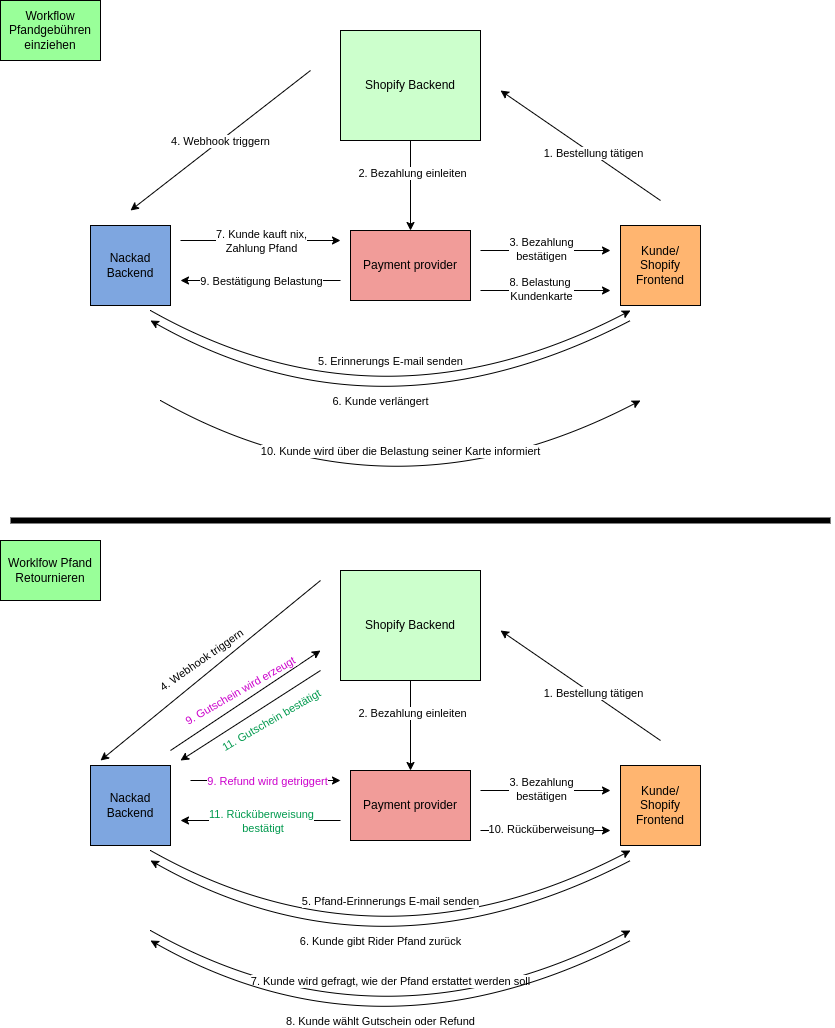 Workflow
Pfandgebühren
einziehen
Shopify Backend
4. Webhook triggern
1. Bestellung tätigen
2. Bezahlung einleiten
Nackad
Backend
7. Kunde kauft nix,
Zahlung Pfand
9. Bestätigung Belastung
Payment provider
3. Bezahlung
bestätigen
8. Belastung
Kundenkarte
Kunde/
Shopify
Frontend
5. Erinnerungs E-mail senden
6. Kunde verlängert
10. Kunde wird über die Belastung seiner Karte informiert
Worklfow Pfand
Retournieren
Shopify Backend
4. Webhook triggern
9. Gutschein wird erzeugt
11. Gutschein bestätigt
1. Bestellung tätigen
2. Bezahlung einleiten
Nackad
Backend
9. Refund wird getriggert
11. Rücküberweisung
bestätigt
Payment provider
3. Bezahlung
bestätigen
10. Rücküberweisung
Kunde/
Shopify
Frontend
5. Pfand-Erinnerungs E-mail senden
6. Kunde gibt Rider Pfand zurück
7. Kunde wird gefragt, wie der Pfand erstattet werden soll
8. Kunde wählt Gutschein oder Refund